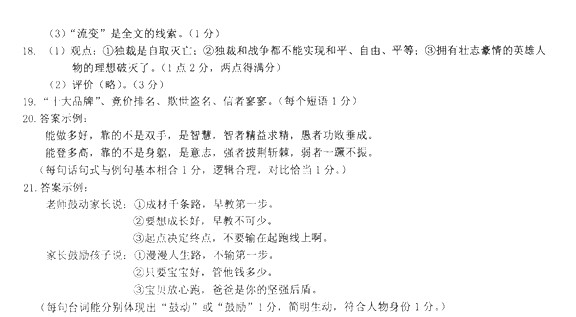 （3）“流变”是全文的线索。（1分）
18.（1）观点：①独裁是自取灭亡；②独裁和战争都不能实现和平、自由、平等；③拥有壮志豪情的英雄人
物的理想破灭了。（1点2分，两点得满分）
（2）评价（略）。（3分）
19.“十大品牌”、竞价排名、欺世盗名、信者寥寥。（每个短语1分）
20.答案示例：
能做多好，靠的不是双手，是智慧，智者精益求精，愚者功败垂成。
能登多高，靠的不是身躯，是意志，强者披荆斩棘，弱者一蹶不振。
（每句话句式与例句基本相合1分，逻辑合理，对比恰当1分。）
21.答案示例：
老师鼓动家长说：①成材千条路，早教第一步。
②要想成长好，早教不可少。
③起点决定终点，不要输在起跑线上啊。
家长鼓励孩子说：①漫漫人生路，不输第一步。
②只要宝宝好，管他钱多少。
③宝贝放心跑，爸爸是你的坚强后盾。
（每句台词能分别体现出“鼓动”或“鼓励”1分，简明生动，符合人物身份1分。）